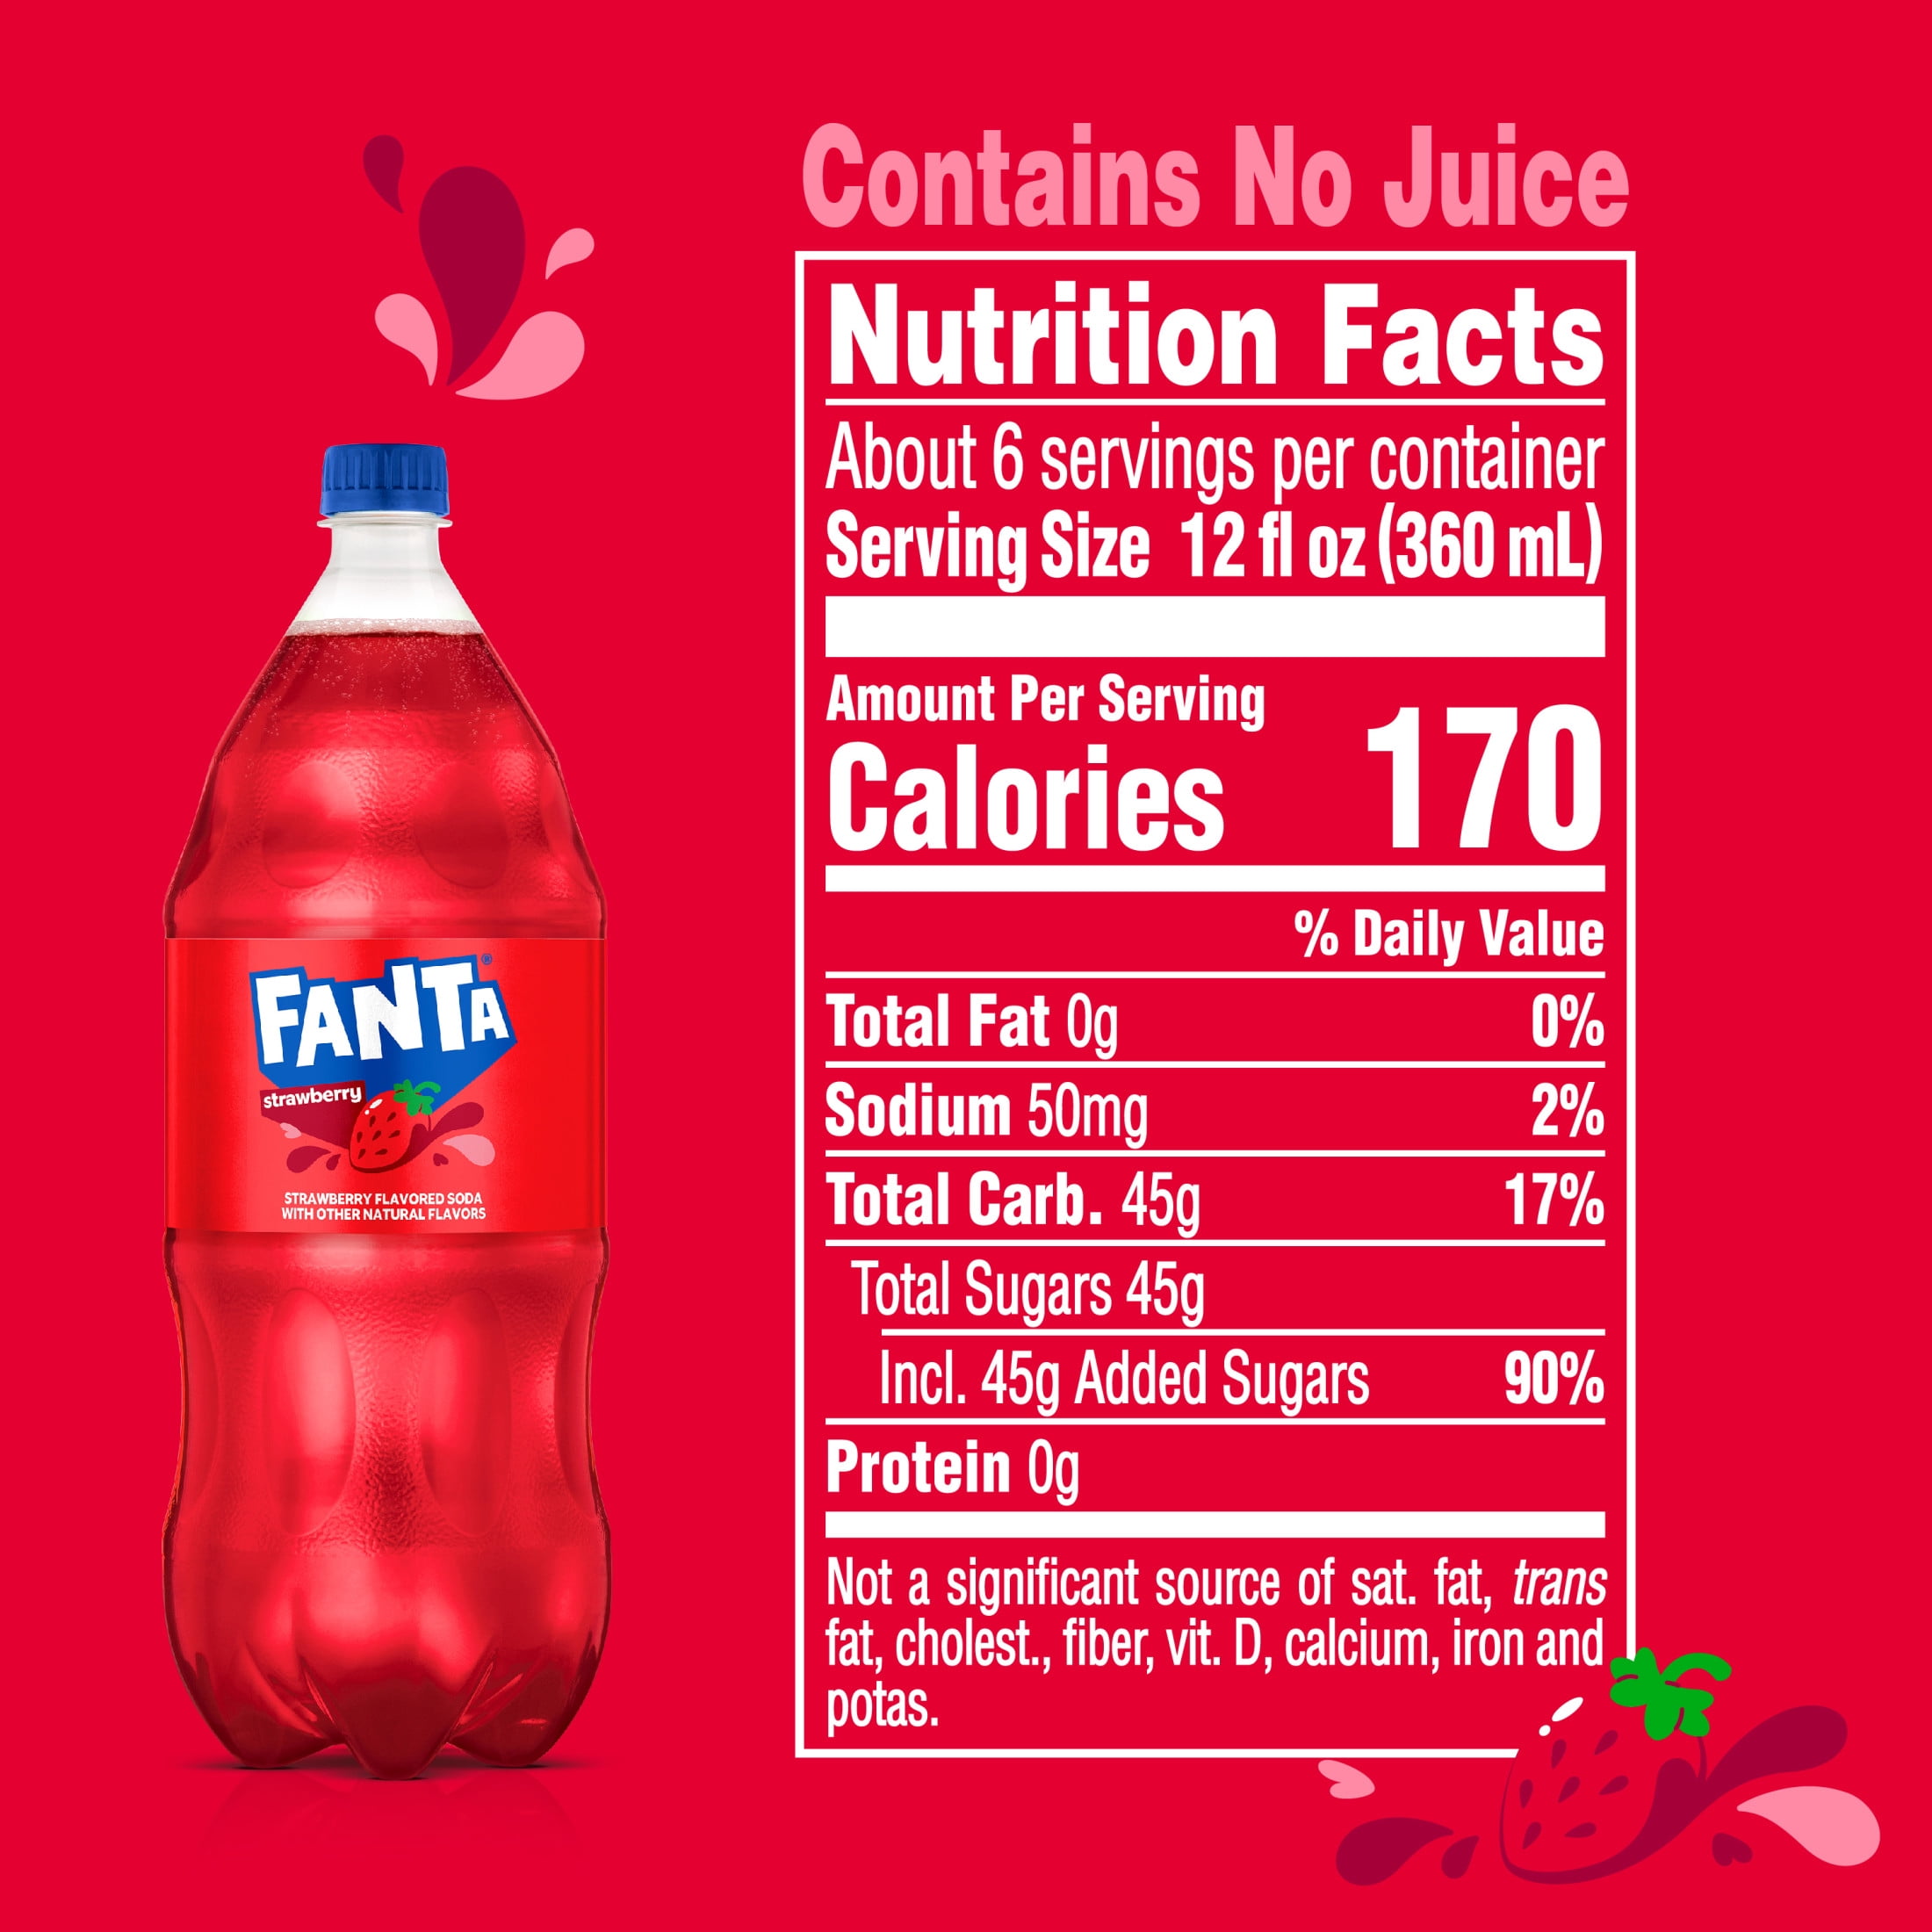 Contains No Juice
Nutrition Facts
About 6 servings per container
Serving Size 12 fl oz (360 mL)
Amount Per Serving
Calories 170
% Daily Value
Total Fat 0g 0%
Sodium 50mg 2%
Total Carb. 45g 17%
Total Sugars 45g
Incl. 45g Added Sugars 90%
Protein 0g
Not a significant source of sat. fat, trans
fat, cholest., fiber, vit. D, calcium, iron and
potas.
FANTA®
strawberry
STRAWBERRY FLAVORED SODA
WITH OTHER NATURAL FLAVORS